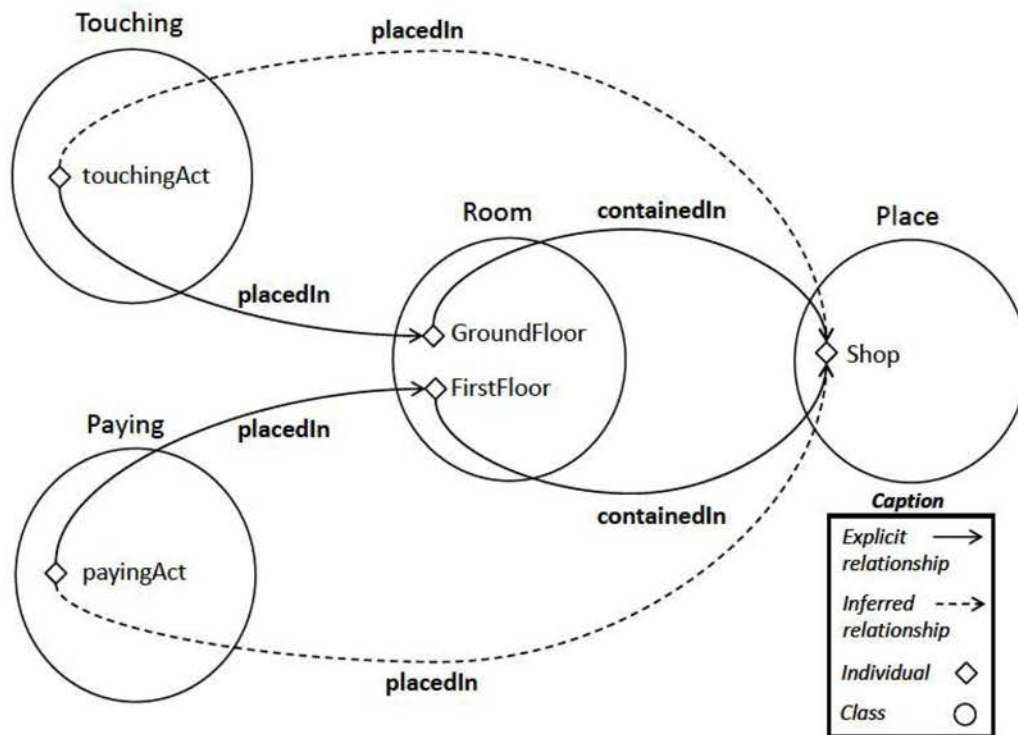 Touching
placedIn
touchingAct
Room
containedIn
Place
placedIn
GroundFloor
Shop
FirstFloor
Paying
placedIn
containedIn
payingAct
placedIn
Caption
Explicit
relationship
Inferred
relationship
Individual
Class